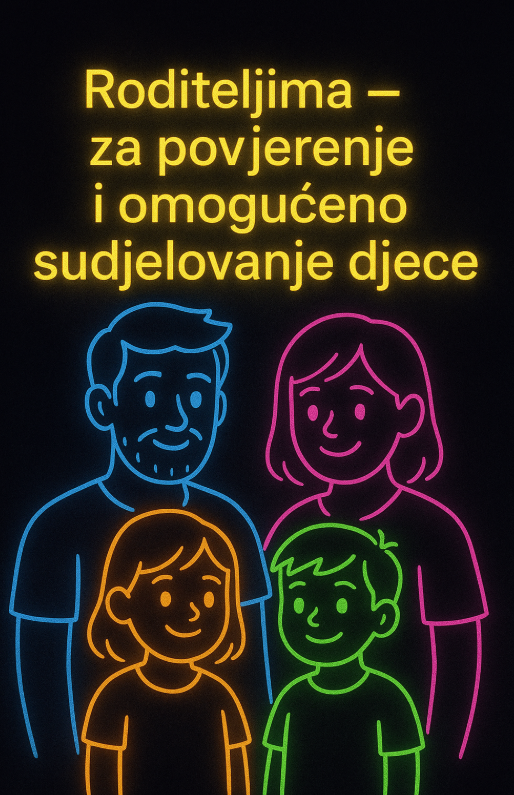 Roditeljima –
za povjerenje
i omogućeno
sudjelovanje djece